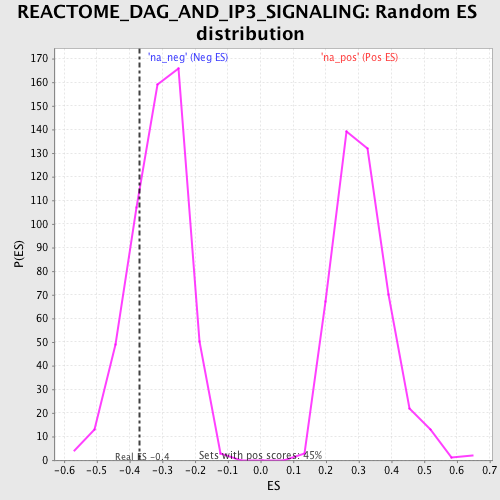 REACTOME_DAG_AND_IP3_SIGNALING: Random ES
distribution
'na_neg' (Neg ES)
'na_pos' (Pos ES)
170
160
150
140
130
120
110
100
90
80
70
60
50
40
30
20
10
0
P(ES)
Real ES -0.4
Sets with pos scores: 45%
-0.6 -0.5 -0.4 -0.3 -0.2 -0.1 0.0 0.1 0.2 0.3 0.4 0.5 0.6 0.7
ES